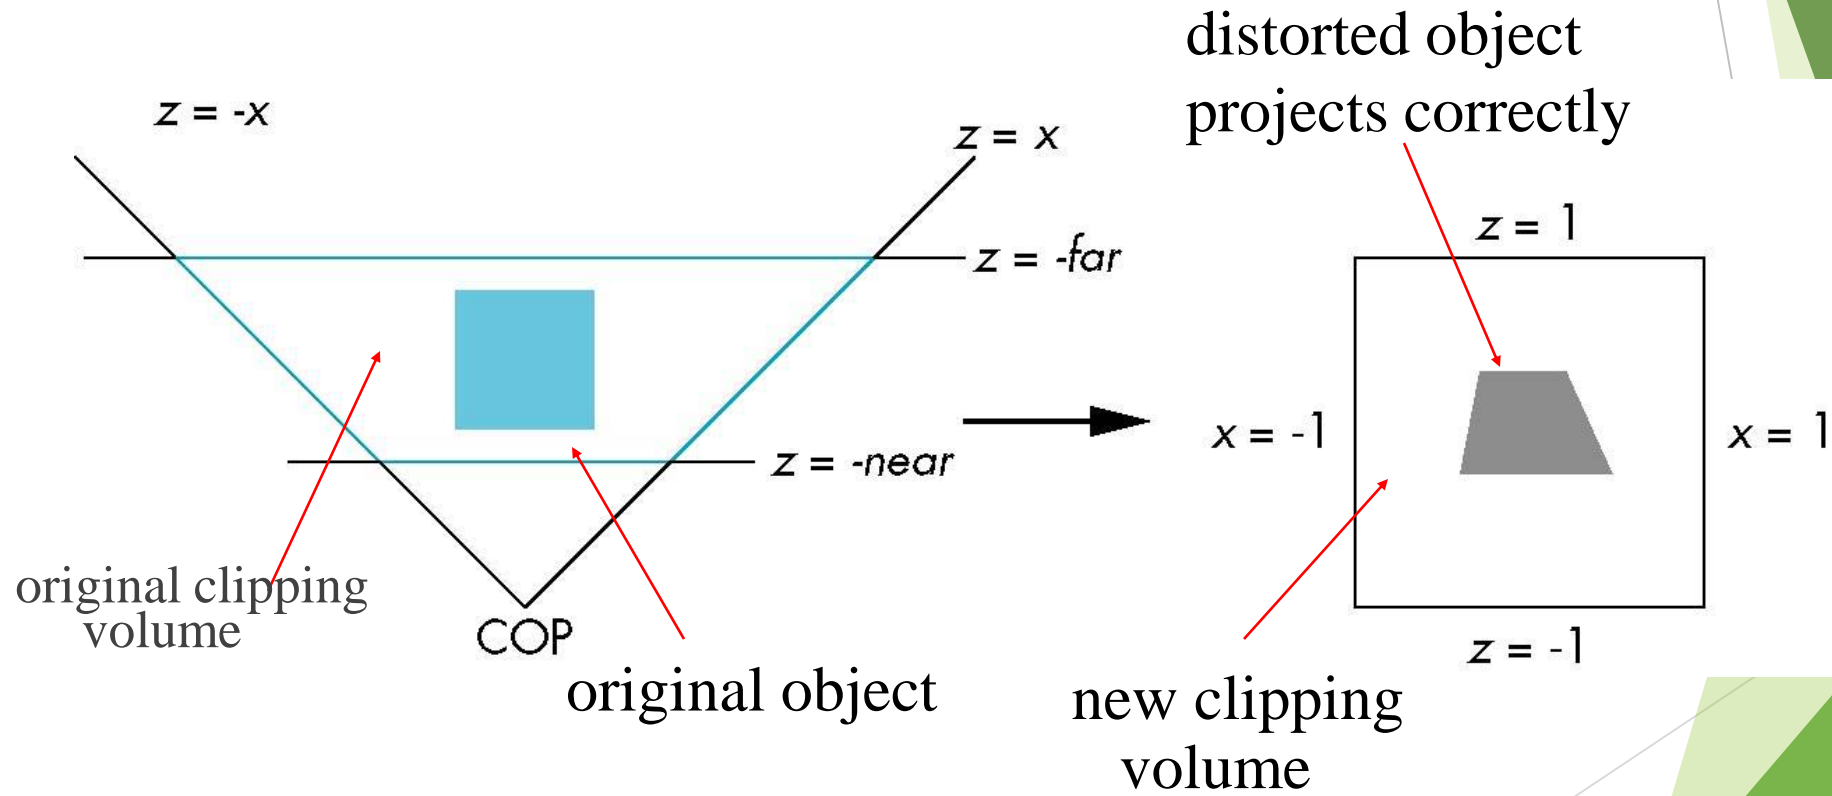 distorted object
projects correctly
z = -x
z = x
z = 1
z = -far
x = -1
x = 1
z = -near
original clipping
volume
COP
z = -1
original object
new clipping
volume